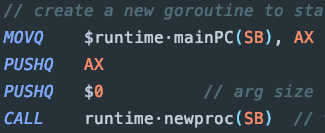 // create a new goroutine to sta
MOVQ $runtime·mainPC(SB), AX
PUSHQ AX
PUSHQ $0 // arg size
CALL runtime·newproc(SB) //